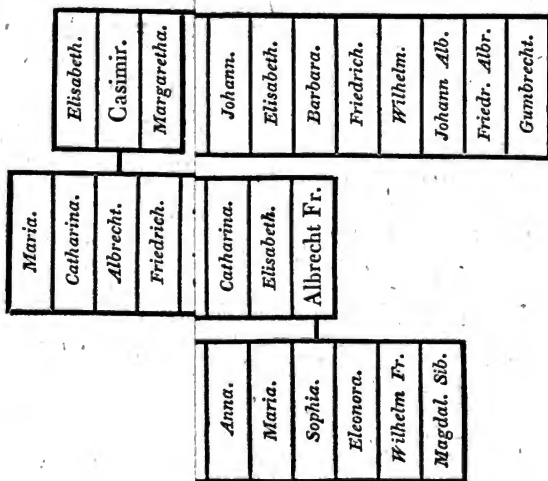 Elisabeth.
Casimir.
Margaretha.
Johann.
Elisabeth.
Barbara.
Friedrich.
Wilhelm.
Johann Alb.
Friedr. Albr.
Gumbrecht.
Maria.
Catharina.
Albrecht.
Friedrich.
Catharina.
Elisabeth.
Albrecht Fr.
Anna.
Maria.
Sophia.
Eleonora.
Wilhelm Fr.
Magdal. Sib.